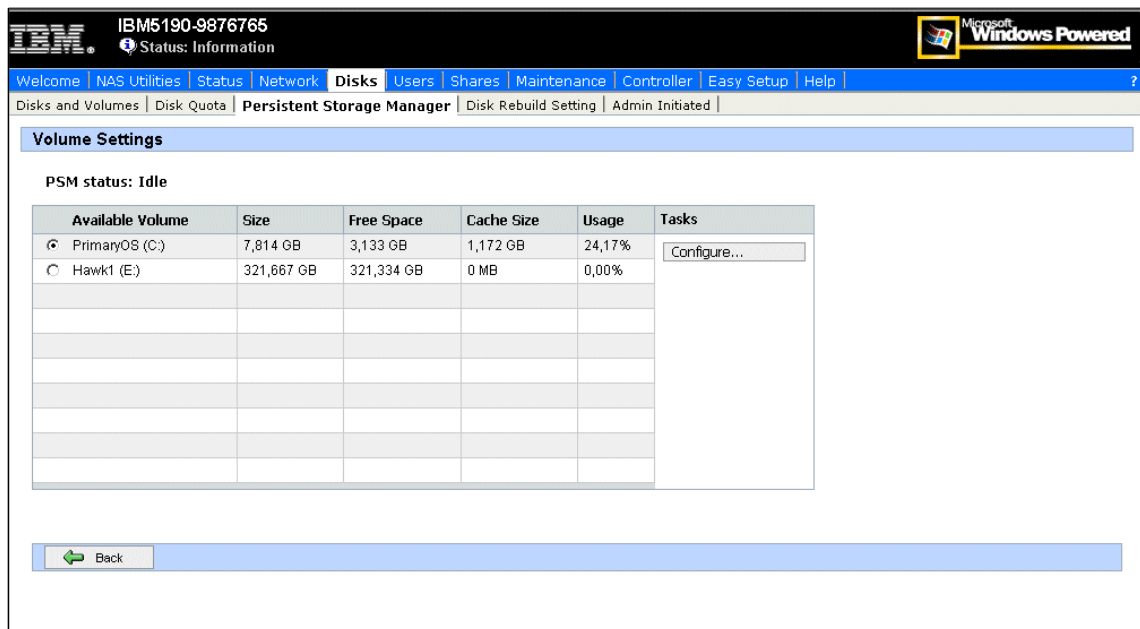 IBM
IBM5190-9876765
Status: Information
Microsoft
Windows Powered
Welcome | NAS Utilities | Status | Network | Disks | Users | Shares | Maintenance | Controller | Easy Setup | Help | ?
Disks and Volumes | Disk Quota | Persistent Storage Manager | Disk Rebuild Setting | Admin Initiated |
Volume Settings
PSM status: Idle
Available Volume Size Free Space Cache Size Usage Tasks
PrimaryOS (C:) 7,814 GB 3,133 GB 1,172 GB 24,17% Configure...
Hawk1 (E:) 321,667 GB 321,334 GB 0 MB 0,00%
Back